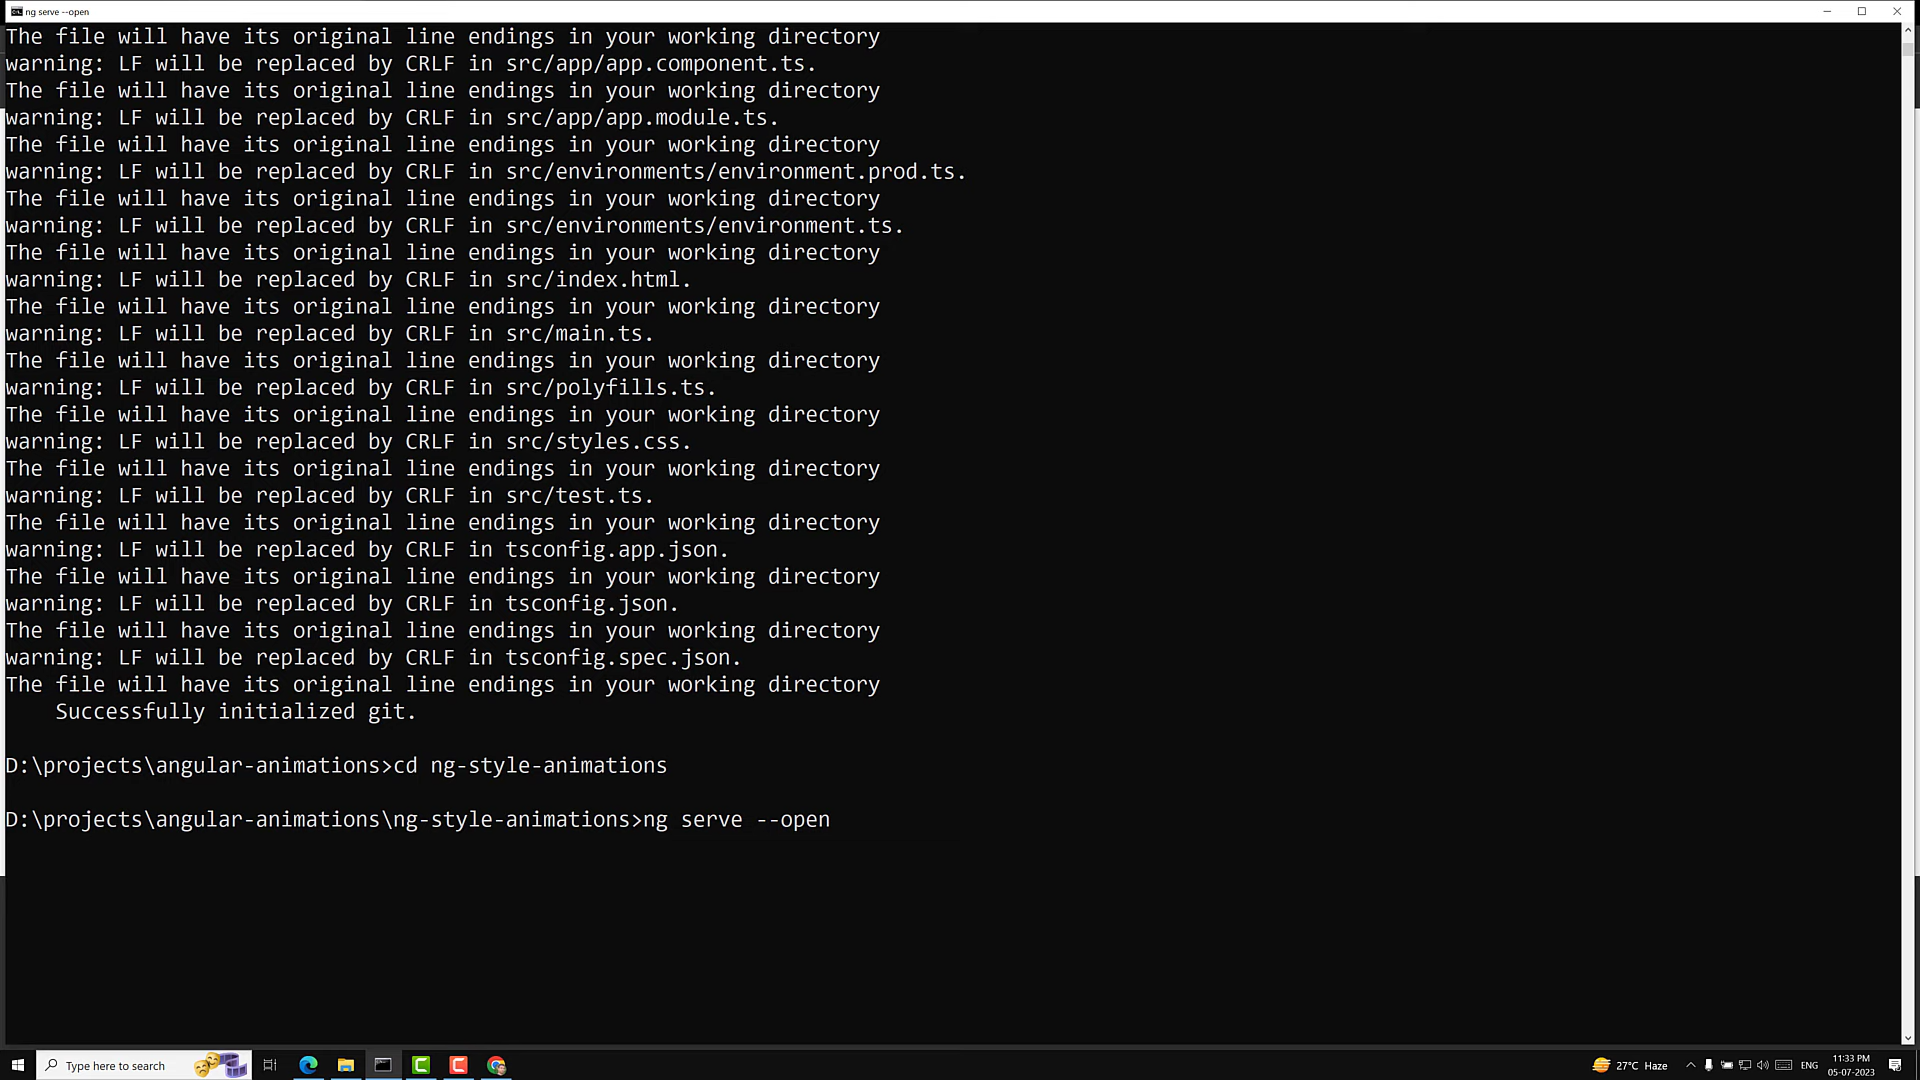 ng serve --open
The file will have its original line endings in your working directory
warning: LF will be replaced by CRLF in src/app/app.component.ts.
The file will have its original line endings in your working directory
warning: LF will be replaced by CRLF in src/app/app.module.ts.
The file will have its original line endings in your working directory
warning: LF will be replaced by CRLF in src/environments/environment.prod.ts.
The file will have its original line endings in your working directory
warning: LF will be replaced by CRLF in src/environments/environment.ts.
The file will have its original line endings in your working directory
warning: LF will be replaced by CRLF in src/index.html.
The file will have its original line endings in your working directory
warning: LF will be replaced by CRLF in src/main.ts.
The file will have its original line endings in your working directory
warning: LF will be replaced by CRLF in src/polyfills.ts.
The file will have its original line endings in your working directory
warning: LF will be replaced by CRLF in src/styles.css.
The file will have its original line endings in your working directory
warning: LF will be replaced by CRLF in src/test.ts.
The file will have its original line endings in your working directory
warning: LF will be replaced by CRLF in tsconfig.app.json.
The file will have its original line endings in your working directory
warning: LF will be replaced by CRLF in tsconfig.json.
The file will have its original line endings in your working directory
warning: LF will be replaced by CRLF in tsconfig.spec.json.
The file will have its original line endings in your working directory
    Successfully initialized git.
D:\projects\angular-animations>cd ng-style-animations
D:\projects\angular-animations\ng-style-animations>ng serve --open
Type here to search
27°C Haze
ENG
11:33 PM
05-07-2023